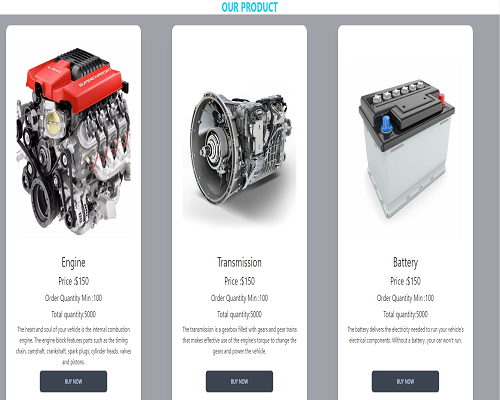 OUR PRODUCT
SUPERCHARGED
Engine
Price :$150
Order Quantity Min :100
Total quantity:5000
The heart and soul of your vehicle is the internal combustion
engine. The engine block features parts such as the timing
chain, camshaft, crankshaft, spark plugs, cylinder heads, valves
and pistons.
BUY NOW
Transmission
Price :$150
Order Quantity Min :100
Total quantity:5000
The transmission is a gearbox filled with gears and gear trains
that makes effective use of the engine's torque to change the
gears and power the vehicle.
BUY NOW
Battery
Price :$150
Order Quantity Min :100
Total quantity:5000
The battery delivers the electricity needed to run your vehicle's
electrical components. Without a battery, your car won't run.
BUY NOW